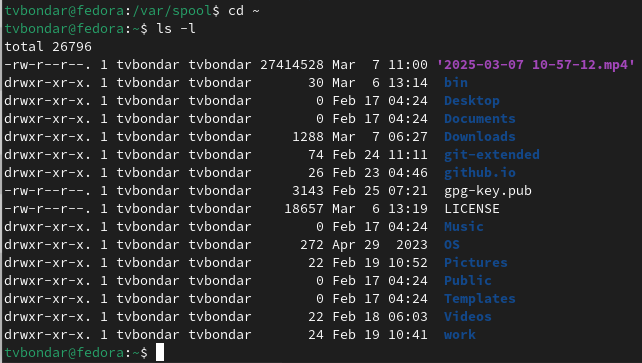 tvbondar@fedora:/var/spool$ cd ~
tvbondar@fedora:~$ ls -l
total 26796
-rw-r--r--. 1 tvbondar tvbondar 27414528 Mar  7 11:00 '2025-03-07 10-57-12.mp4'
drwxr-xr-x. 1 tvbondar tvbondar       30 Mar  6 13:14  bin
drwxr-xr-x. 1 tvbondar tvbondar        0 Feb 17 04:24  Desktop
drwxr-xr-x. 1 tvbondar tvbondar        0 Feb 17 04:24  Documents
drwxr-xr-x. 1 tvbondar tvbondar     1288 Mar  7 06:27  Downloads
drwxr-xr-x. 1 tvbondar tvbondar       74 Feb 24 11:11  git-extended
drwxr-xr-x. 1 tvbondar tvbondar       26 Feb 23 04:46  github.io
-rw-r--r--. 1 tvbondar tvbondar     3143 Feb 25 07:21  gpg-key.pub
-rw-r--r--. 1 tvbondar tvbondar    18657 Mar  6 13:19  LICENSE
drwxr-xr-x. 1 tvbondar tvbondar        0 Feb 17 04:24  Music
drwxr-xr-x. 1 tvbondar tvbondar      272 Apr 29  2023  OS
drwxr-xr-x. 1 tvbondar tvbondar       22 Feb 19 10:52  Pictures
drwxr-xr-x. 1 tvbondar tvbondar        0 Feb 17 04:24  Public
drwxr-xr-x. 1 tvbondar tvbondar        0 Feb 17 04:24  Templates
drwxr-xr-x. 1 tvbondar tvbondar       22 Feb 18 06:03  Videos
drwxr-xr-x. 1 tvbondar tvbondar       24 Feb 19 10:41  work
tvbondar@fedora:~$